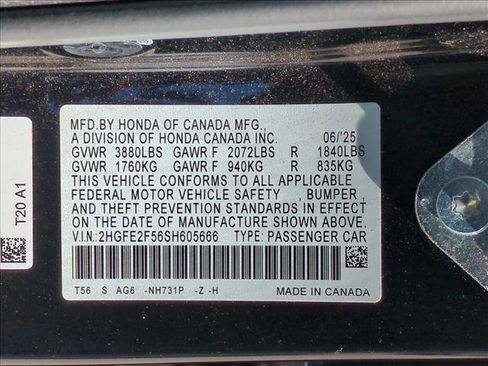 MFD.BY HONDA OF CANADA MFG.,
A DIVISION OF HONDA CANADA INC. 06/'25
GVWR 3880LBS GAWR F 2072LBS R 1840LBS
GVWR 1760KG GAWR F 940KG R 835KG
THIS VEHICLE CONFORMS TO ALL APPLICABLE
FEDERAL MOTOR VEHICLE SAFETY , BUMPER ,
AND THEFT PREVENTION STANDARDS IN EFFECT
ON THE DATE OF MANUFACTURE SHOWN ABOVE.
V.I.N.:2HGFE2F56SH605666 TYPE: PASSENGER CAR
T56 S AG6 -NH731P -Z -H MADE IN CANADA
T20 A1